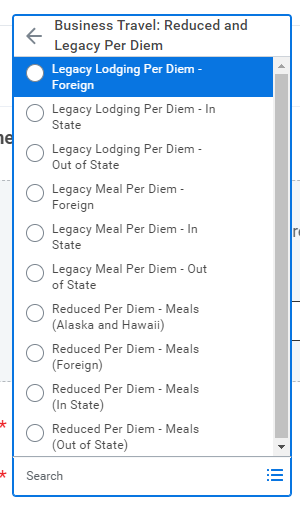 Business Travel: Reduced and
Legacy Per Diem
Legacy Lodging Per Diem -
Foreign
Legacy Lodging Per Diem - In
State
Legacy Lodging Per Diem -
Out of State
Legacy Meal Per Diem -
Foreign
Legacy Meal Per Diem - In
State
Legacy Meal Per Diem - Out
of State
Reduced Per Diem - Meals
(Alaska and Hawaii)
Reduced Per Diem - Meals
(Foreign)
Reduced Per Diem - Meals
(In State)
Reduced Per Diem - Meals
(Out of State)
* 
* Search